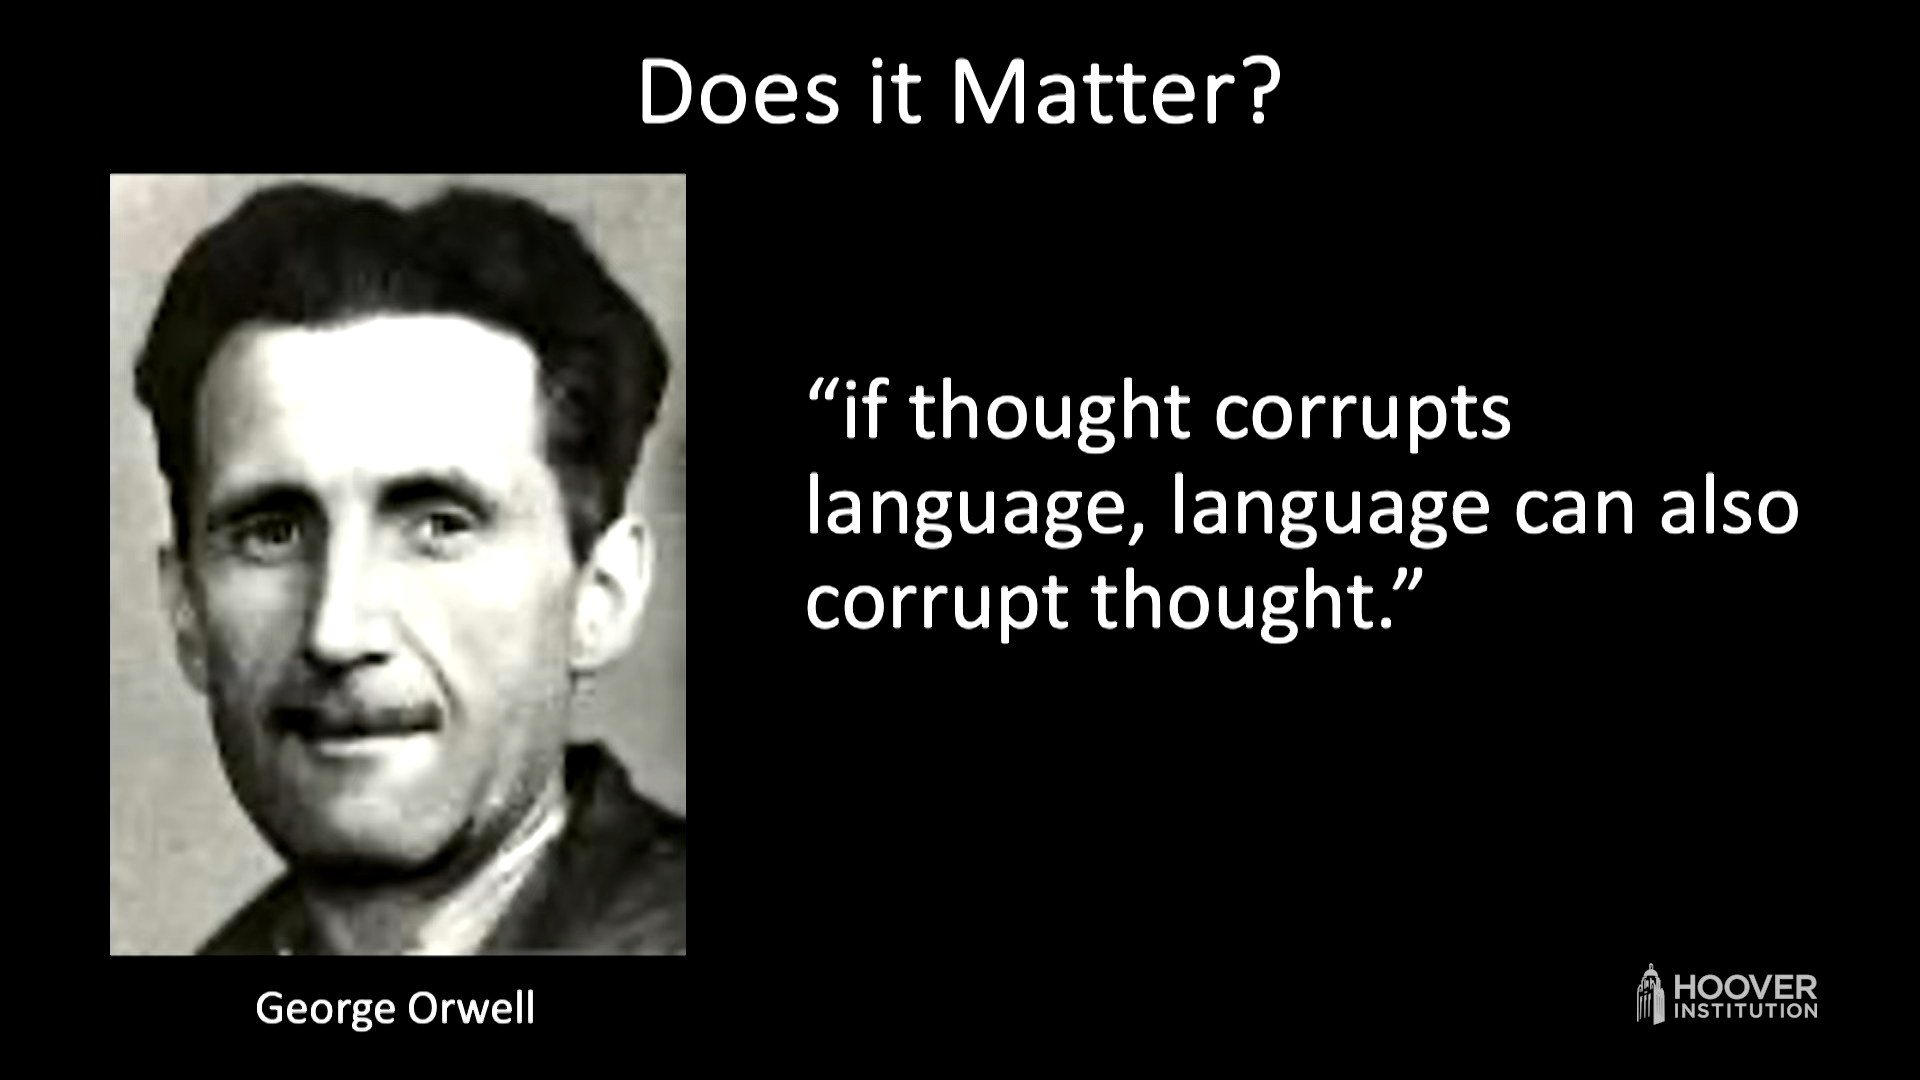 Does it Matter?
“if thought corrupts
language, language can also
corrupt thought.”
George Orwell
HOOVER
INSTITUTION